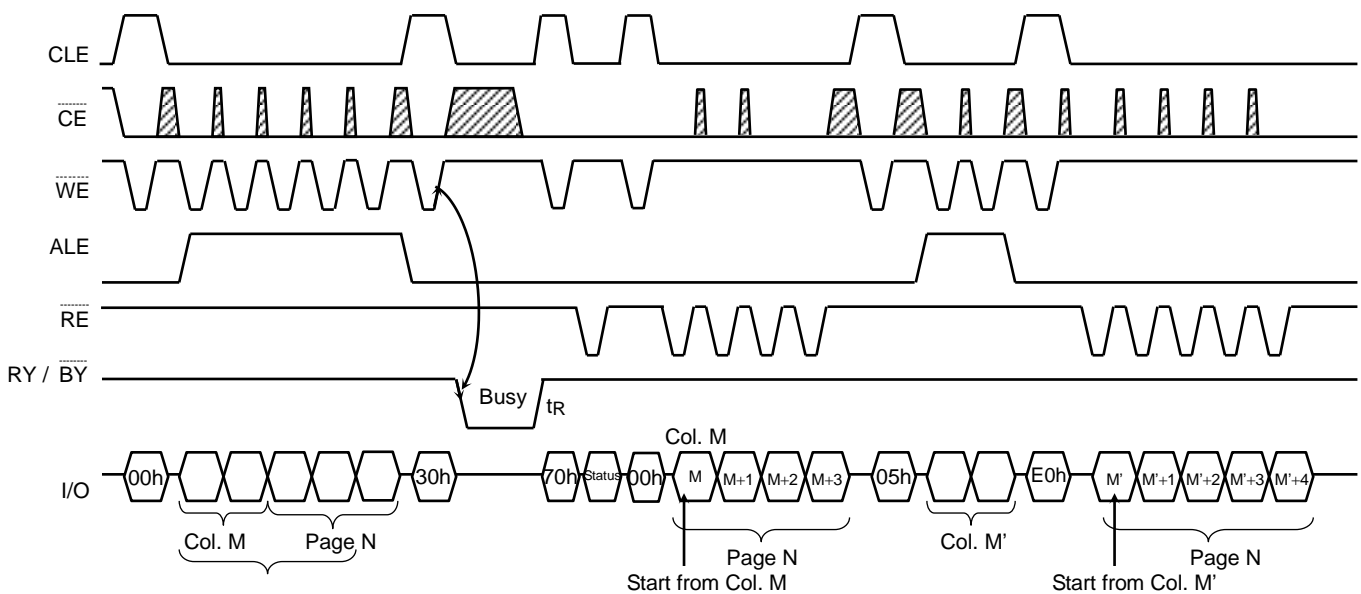 CLE
CE
WE
ALE
RE
RY / BY
Busy
tR
Col. M
I/O
00h
30h
70h
Status
00h
M
M+1
M+2
M+3
05h
E0h
M'
M'+1
M'+2
M'+3
M'+4
Col. M
Page N
Page N
Col. M’
Page N
Start from Col. M
Start from Col. M’